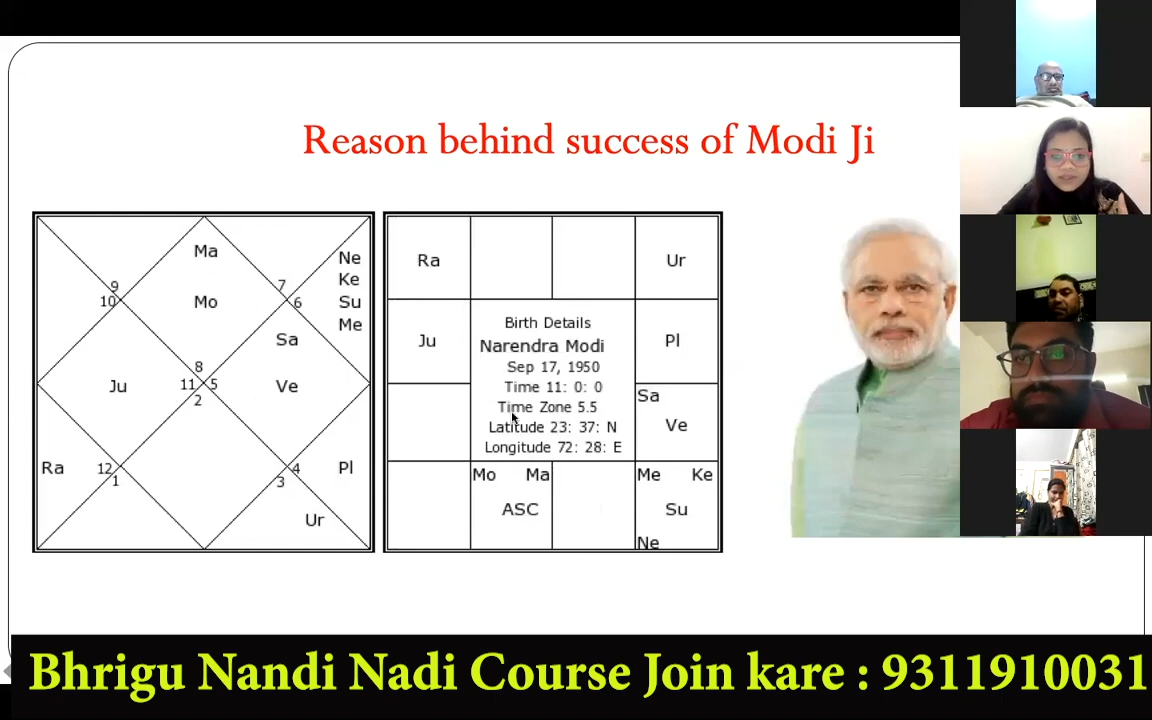 Reason behind success of Modi Ji
Ma
Mo
9
10
7
6
Ne
Ke
Su
Me
Sa
8
11 5
2
Ju
Ve
Ra
12
1
4
3
Pl
Ur
Ra
Ur
Ju
Pl
Birth Details
Narendra Modi
Sep 17, 1950
Time 11: 0: 0
Time Zone 5.5
Latitude 23: 37: N
Longitude 72: 28: E
Sa
Ve
Mo Ma
ASC
Me Ke
Su
Ne
Bhrigu Nandi Nadi Course Join kare : 9311910031